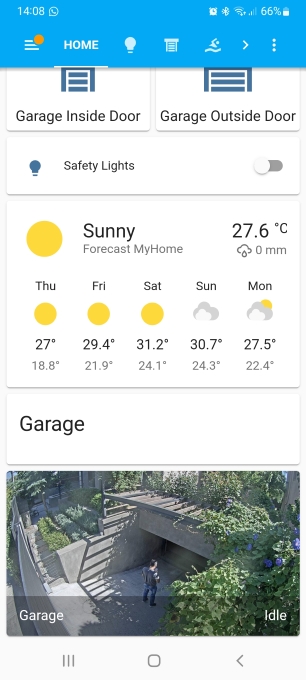 14:08 66%
HOME
Garage Inside Door Garage Outside Door
Safety Lights
Sunny 27.6 °C
Forecast MyHome 0 mm
Thu Fri Sat Sun Mon
27° 29.4° 31.2° 30.7° 27.5°
18.8° 21.9° 24.1° 24.3° 22.4°
Garage
Garage Idle